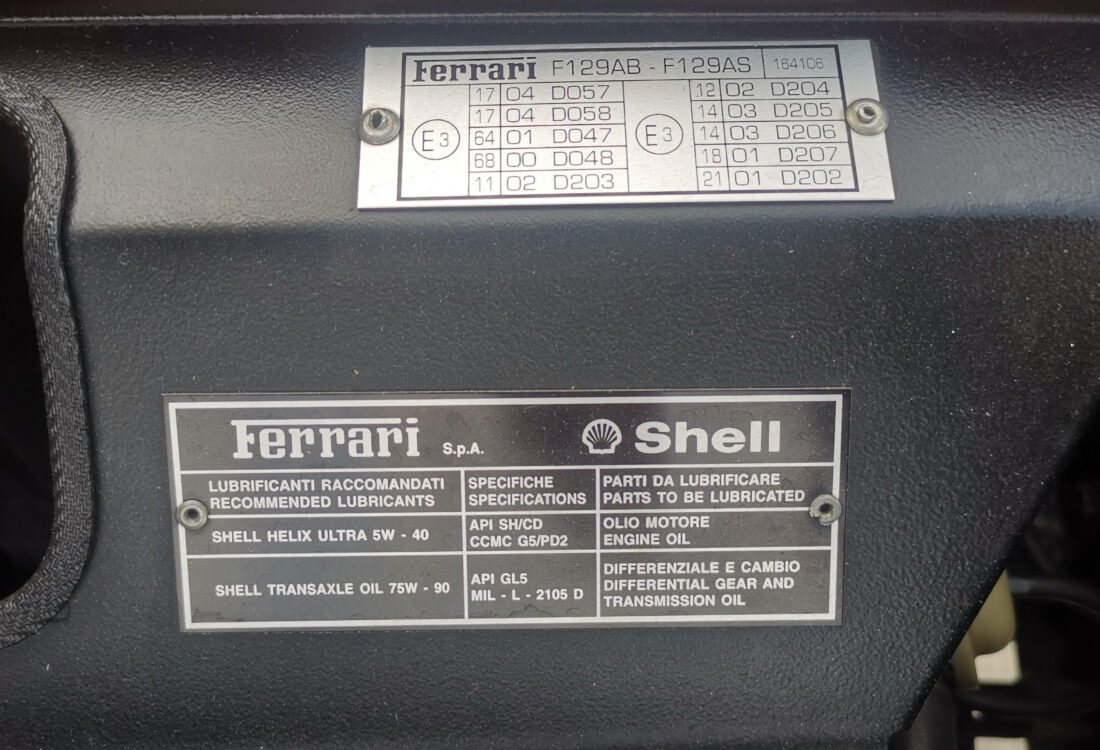 Ferrari F129AB - F129AS 164106
17 04 D057
17 04 D058
64 01 D047
68 00 D048
11 02 D203
E3
12 02 D204
14 03 D205
14 03 D206
18 01 D207
21 01 D202
E3
Ferrari S.p.A. Shell
LUBRIFICANTI RACCOMANDATI
RECOMMENDED LUBRICANTS
SPECIFICHE
SPECIFICATIONS
PARTI DA LUBRIFICARE
PARTS TO BE LUBRICATED
SHELL HELIX ULTRA 5W - 40
API SH/CD
CCMC G5/PD2
OLIO MOTORE
ENGINE OIL
SHELL TRANSAXLE OIL 75W - 90
API GL5
MIL - L - 2105 D
DIFFERENZIALE E CAMBIO
DIFFERENTIAL GEAR AND
TRANSMISSION OIL